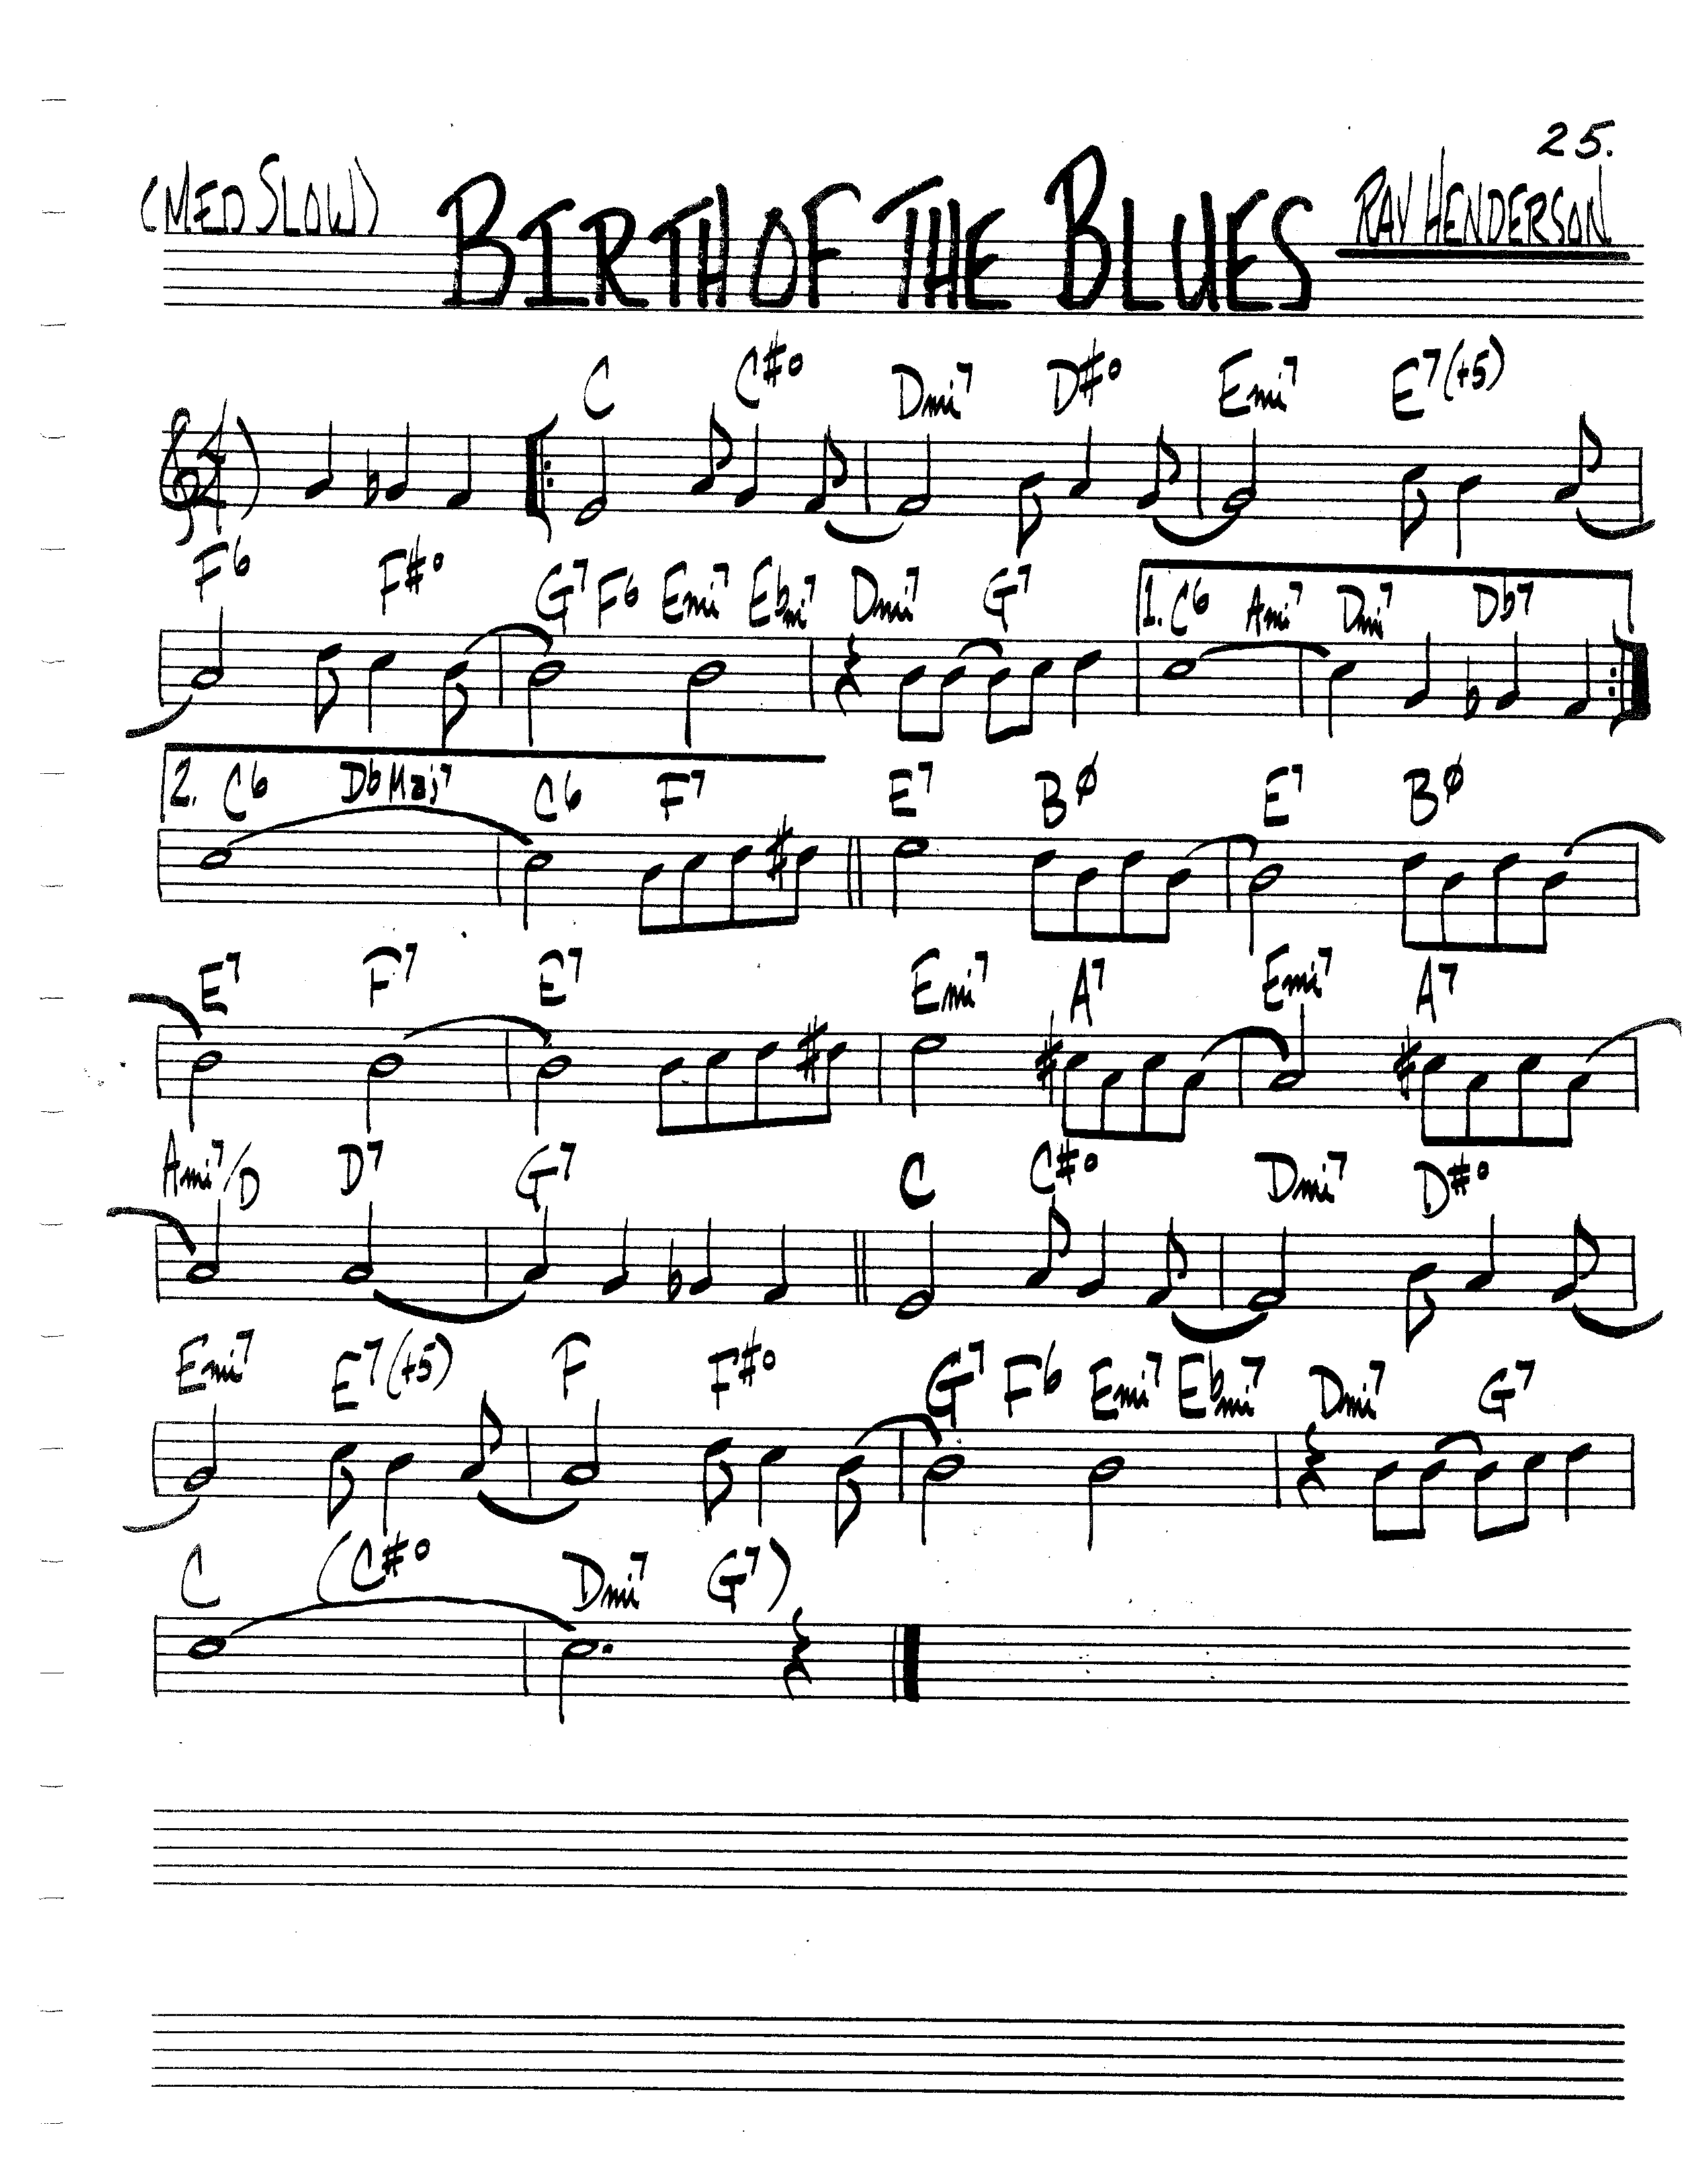 25.
(MED SLOW) BIRTH OF THE BLUES RAY HENDERSON
C C#o Dmi7 D#o Emi7 E7(+5)
F6 F#o G7 F6 Emi7 Ebmi7 Dmi7 G7 1. C6 Ami7 Dmi7 Db7
2. C6 DbMaj7 C6 F7 E7 BØ E7 BØ
E7 F7 E7 Emi7 A7 Emi7 A7
Ami7/D D7 G7 C C#o Dmi7 D#o
Emi7 E7(+5) F F#o G7 F6 Emi7 Ebmi7 Dmi7 G7
C (C#o Dmi7 G7)